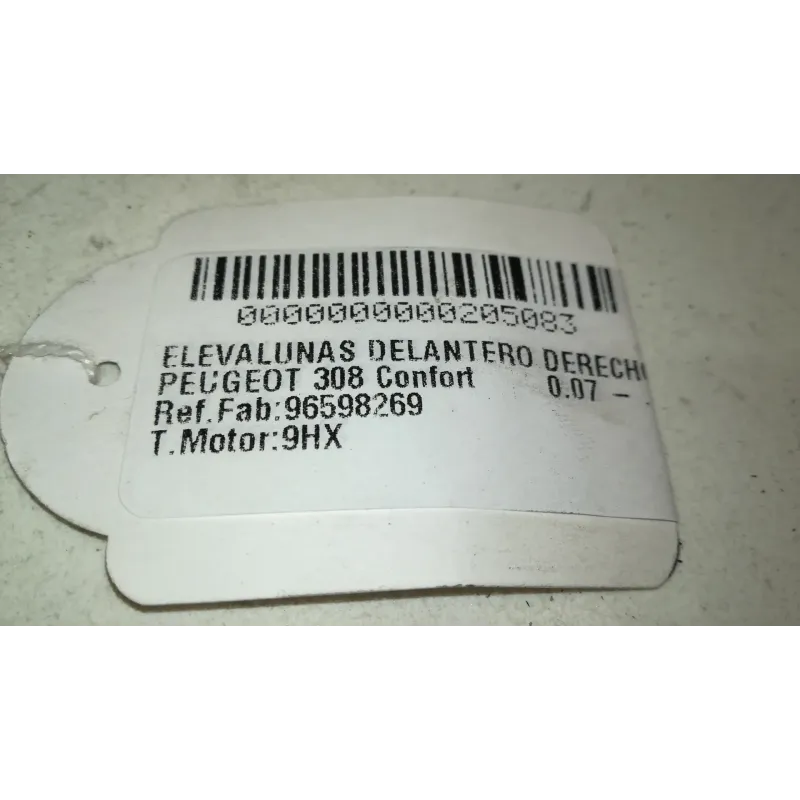 0000000000205083
ELEVALUNAS DELANTERO DERECHO
PEUGEOT 308 Confort 0.07 -
Ref.Fab:96598269
T.Motor:9HX